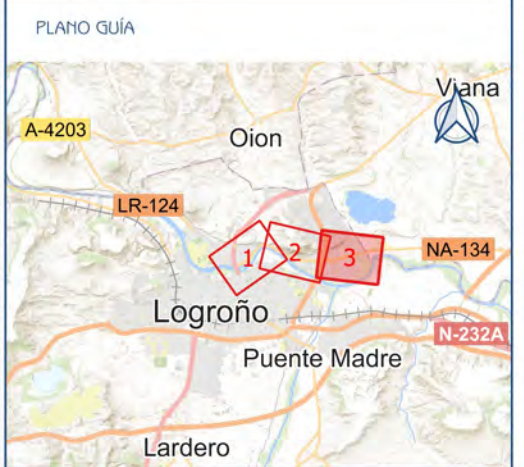 PLANO GUÍA
Viana
A-4203
Oion
LR-124
1
2
3
NA-134
Logroño
N-232A
Puente Madre
Lardero